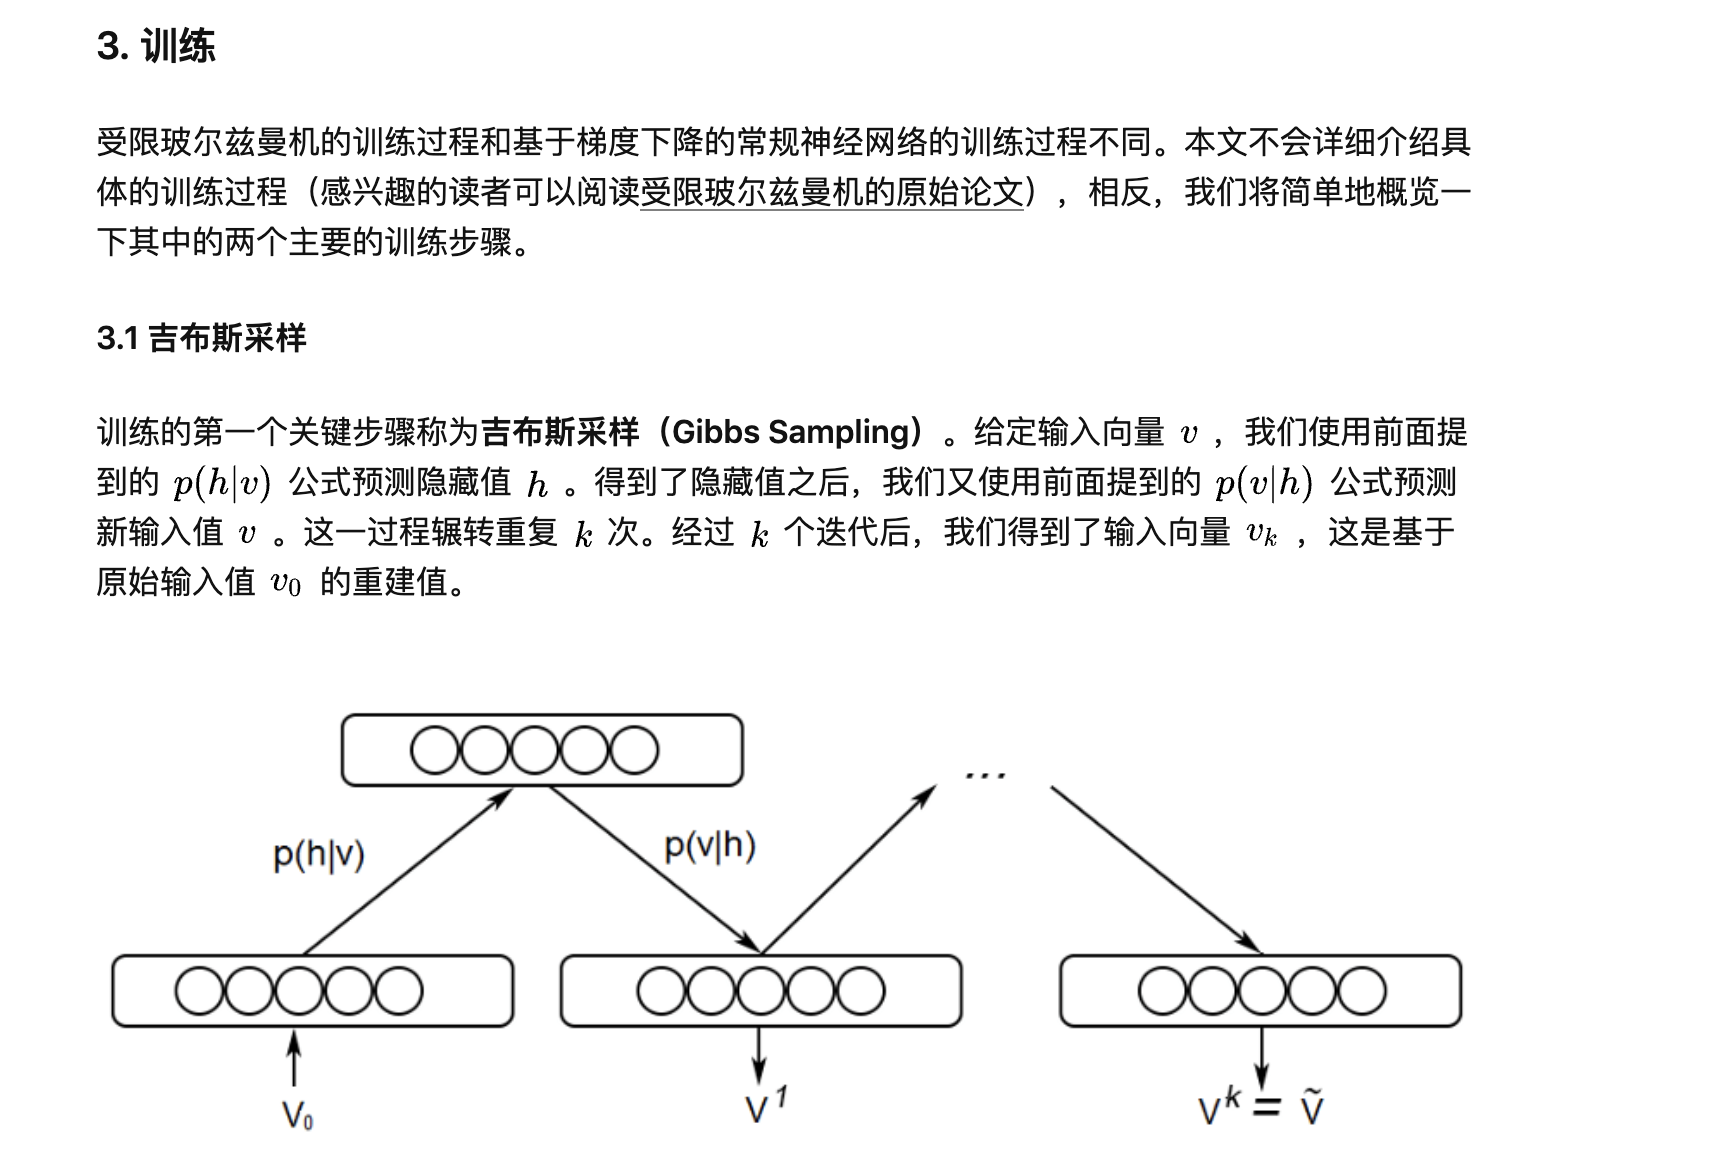 3. 训练
受限玻尔兹曼机的训练过程和基于梯度下降的常规神经网络的训练过程不同。本文不会详细介绍具
体的训练过程（感兴趣的读者可以阅读受限玻尔兹曼机的原始论文），相反，我们将简单地概览一
下其中的两个主要的训练步骤。
3.1 吉布斯采样
训练的第一个关键步骤称为吉布斯采样（Gibbs Sampling）。给定输入向量 v ，我们使用前面提
到的 p(h|v) 公式预测隐藏值 h 。得到了隐藏值之后，我们又使用前面提到的 p(v|h) 公式预测
新输入值 v 。这一过程辗转重复 k 次。经过 k 个迭代后，我们得到了输入向量 vₖ ，这是基于
原始输入值 v₀ 的重建值。
...
p(h|v)
p(v|h)
V₀
V¹
Vᵏ = Ṽ